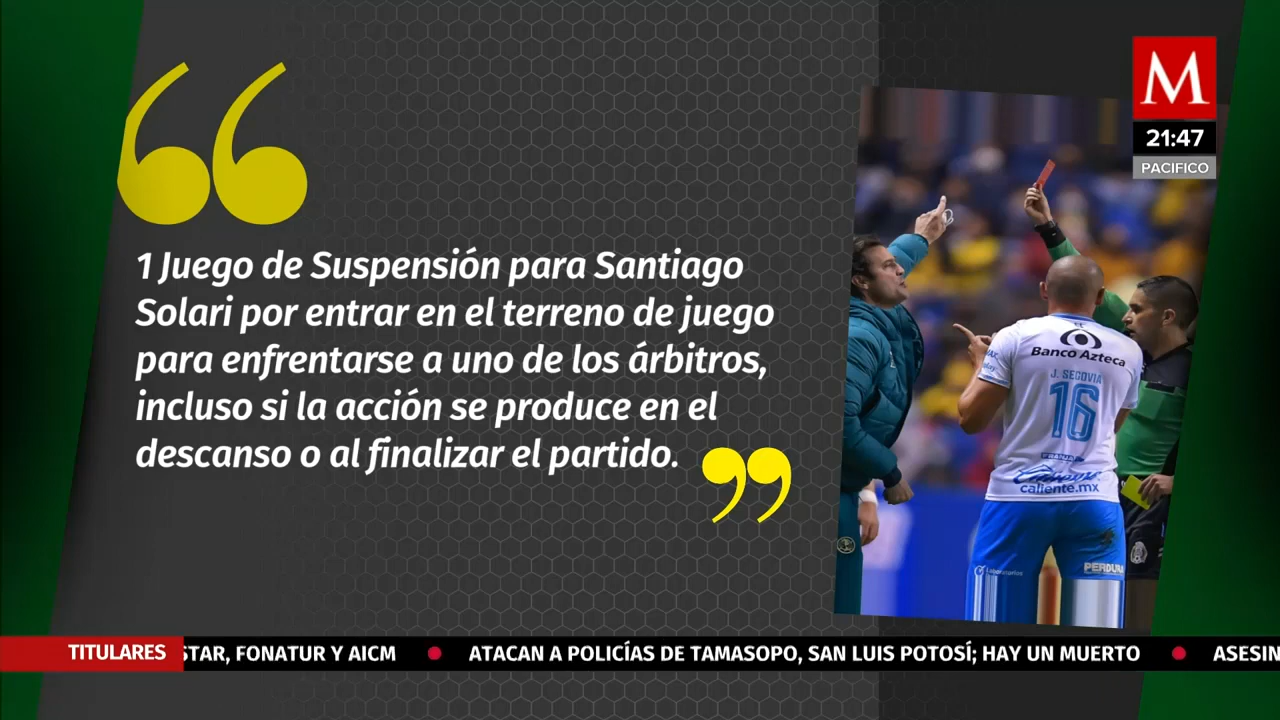 M
21:47
PACIFICO
1 Juego de Suspensión para Santiago
Solari por entrar en el terreno de juego
para enfrentarse a uno de los árbitros,
incluso si la acción se produce en el
descanso o al finalizar el partido.
Banco Azteca
J. SEGOVIA
16
FRANJA
caliente.mx
PERDURA
TITULARES
STAR, FONATUR Y AICM
ATACAN A POLICÍAS DE TAMASOPO, SAN LUIS POTOSÍ; HAY UN MUERTO
ASESIN